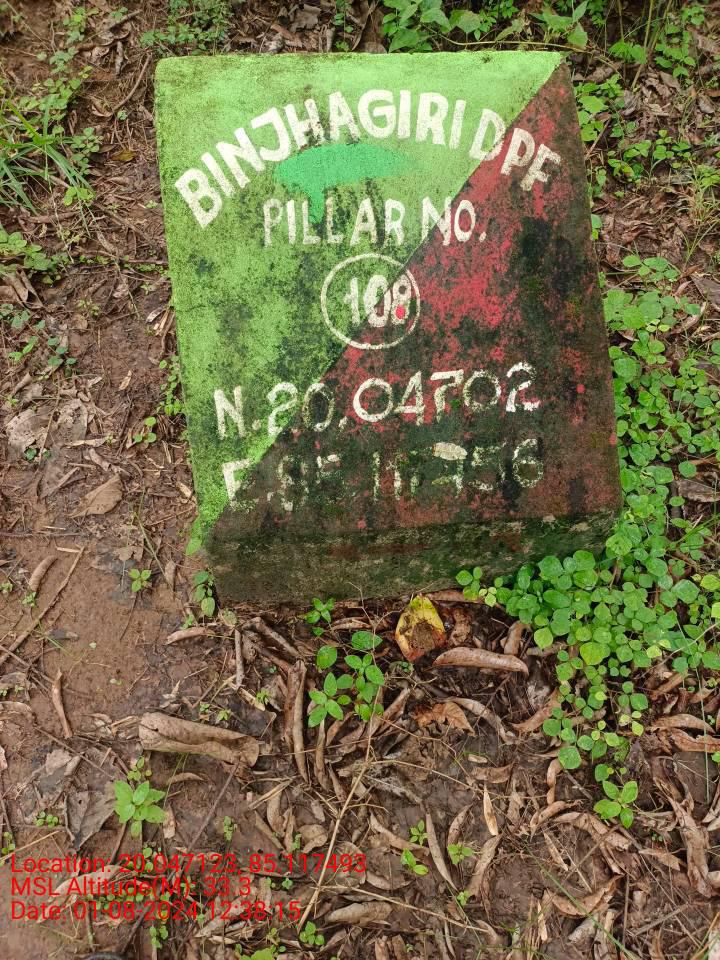 BINJHAGIRI DPF
PILLAR NO.
108
N.20.04702
Location: 20.047123, 85.117493
MSL Altitude(M): 33.3
Date: 01-08-2024 12:38:15